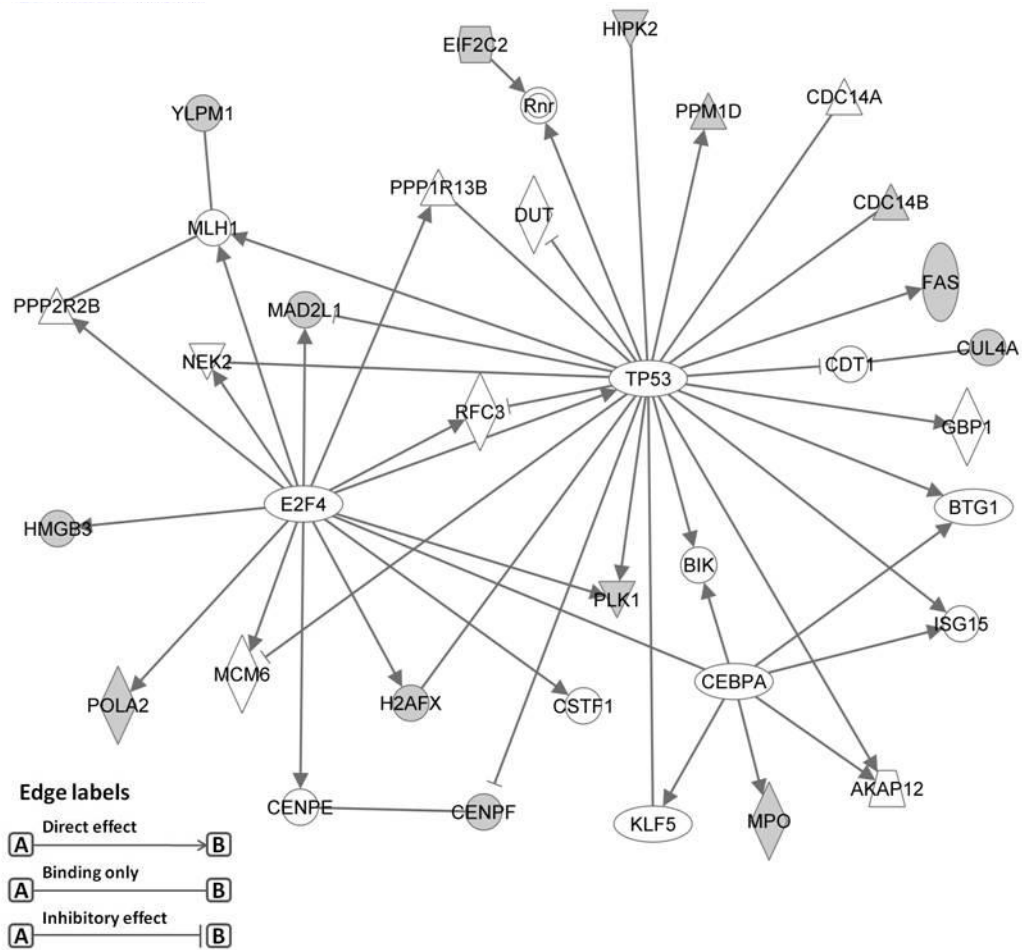 HIPK2
EIF2C2
Rnr
PPM1D
CDC14A
YLPM1
PPP1R13B
DUT
CDC14B
MLH1
FAS
PPP2R2B
MAD2L1
NEK2
TP53
CDT1
CUL4A
RFC3
GBP1
E2F4
BTG1
HMGB3
BIK
PLK1
ISG15
MCM6
CEBPA
POLA2
H2AFX
CSTF1
AKAP12
CENPE
CENPF
KLF5
MPO
Edge labels
Direct effect
A B
Binding only
A B
Inhibitory effect
A B